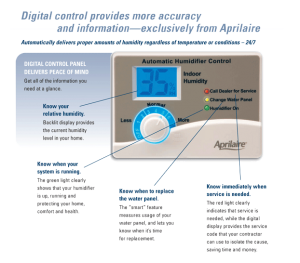 Digital control provides more accuracy
and information—exclusively from Aprilaire
Automatically delivers proper amounts of humidity regardless of temperature or conditions – 24/7
DIGITAL CONTROL PANEL
DELIVERS PEACE OF MIND
Get all of the information you
need at a glance.
Know your
relative humidity.
Backlit display provides
the current humidity
level in your home.
Automatic Humidifier Control
35%
Indoor
Humidity
Normal
Less
More
Call Dealer for Service
Change Water Panel
Humidifier On
Aprilaire
Know when your
system is running.
The green light clearly
shows that your humidifier
is up, running and
protecting your home,
comfort and health.
Know when to replace
the water panel.
The "smart" feature
measures usage of your
water panel, and lets you
know when it's time
for replacement.
Know immediately when
service is needed.
The red light clearly
indicates that service is
needed, while the digital
display provides the service
code that your contractor
can use to isolate the cause,
saving time and money.